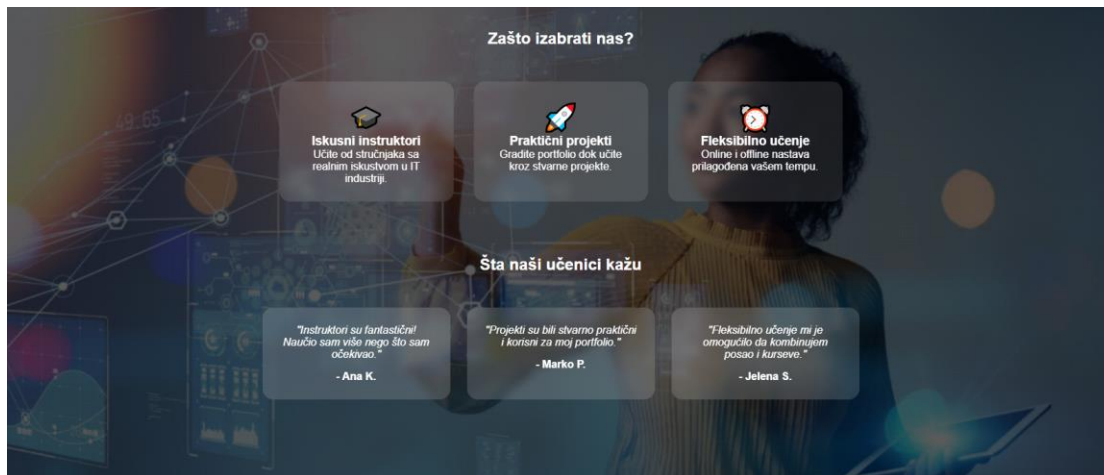 Zašto izabrati nas?
49.65
Iskusni instruktori
Učite od stručnjaka sa
realnim iskustvom u IT
industriji.
Praktični projekti
Gradite portfolio dok učite
kroz stvarne projekte.
Fleksibilno učenje
Online i offline nastava
prilagođena vašem tempu.
Šta naši učenici kažu
"Instruktori su fantastični!
Naučio sam više nego što sam
očekivao."
- Ana K.
"Projekti su bili stvarno praktični
i korisni za moj portfolio."
- Marko P.
"Fleksibilno učenje mi je
omogućilo da kombinujem
posao i kurseve."
- Jelena S.